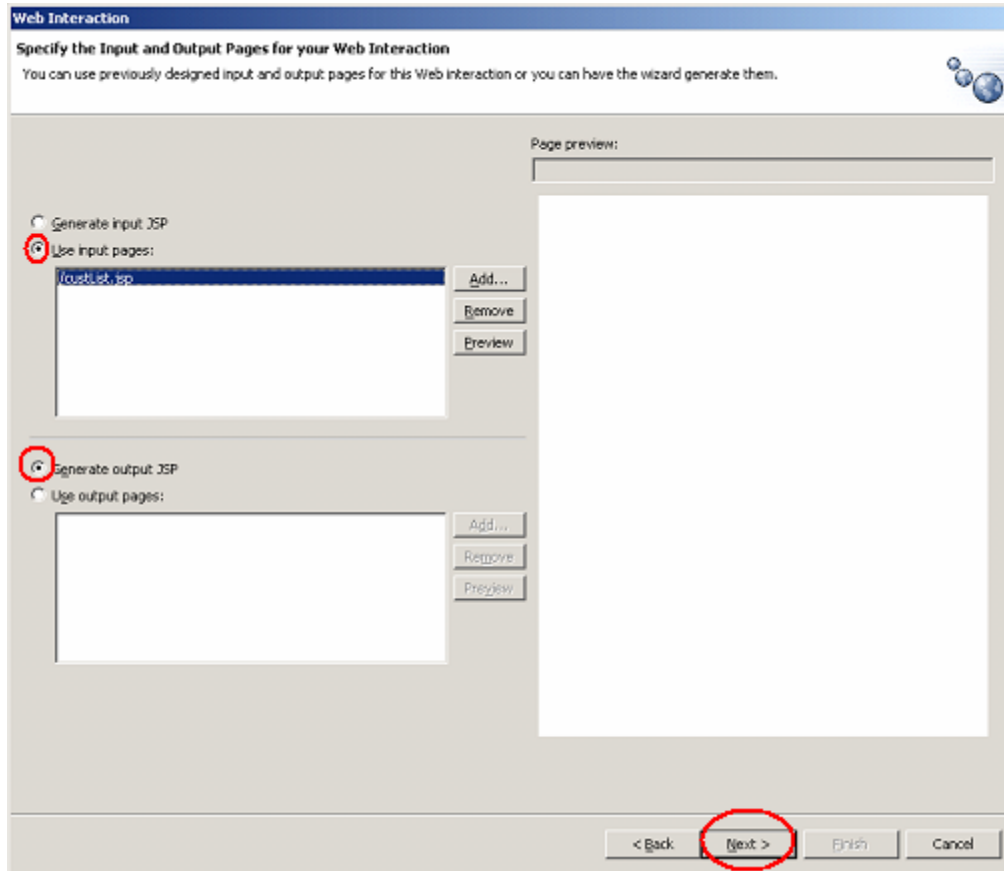 Web Interaction
Specify the Input and Output Pages for your Web Interaction
You can use previously designed input and output pages for this Web interaction or you can have the wizard generate them.
Page preview:
Generate input JSP
Use input pages:
/custList.jsp
Add...
Remove
Preview
Generate output JSP
Use output pages:
Add...
Remove
Preview
< Back
Next >
Finish
Cancel